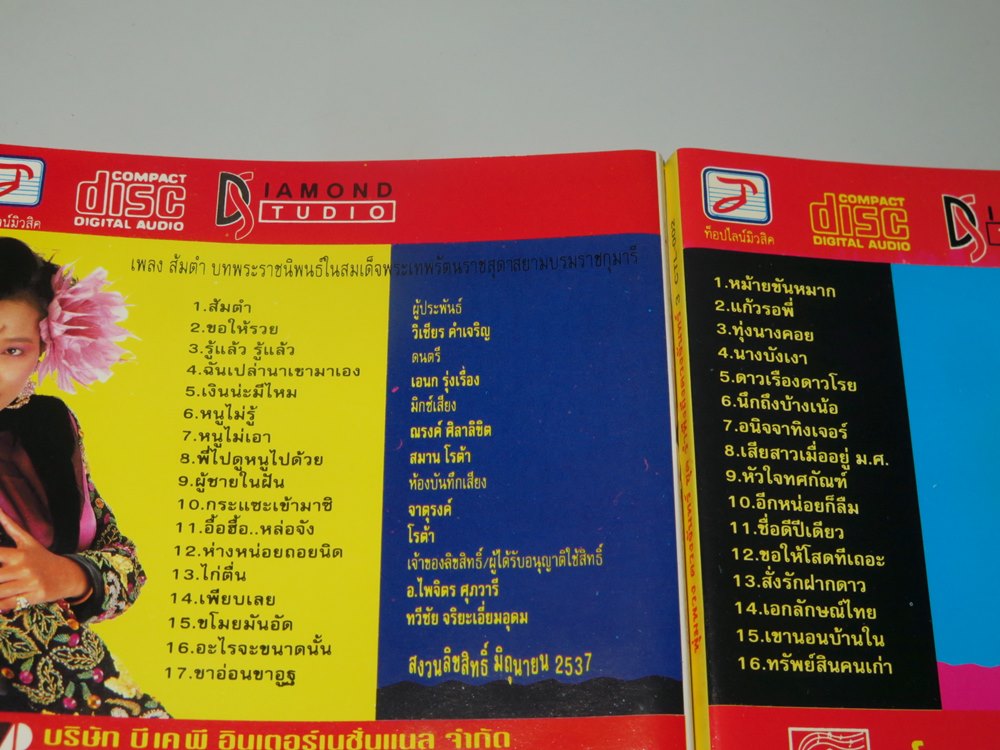 COMPACT
disc
DIGITAL AUDIO
DIAMOND
STUDIO
เพลง ส้มตำ บทพระราชนิพนธ์ในสมเด็จพระเทพรัตนราชสุดาสยามบรมราชกุมารี
1.ส้มตำ
2.ขอให้รวย
3.รู้แล้ว รู้แล้ว
4.ฉันเปล่านาเขามาเอง
5.เงินน่ะมีไหม
6.หนูไม่รู้
7.หนูไม่เอา
8.พี่ไปดูหนูไปด้วย
9.ผู้ชายในฝัน
10.กระแซะเข้ามาซิ
11.อื้อฮื้อ..หล่อจัง
12.ห่างหน่อยถอยนิด
13.ไก่ตื่น
14.เพียบเลย
15.ขโมยมันอัด
16.อะไรจะขนาดนั้น
17.ขาอ่อนขาอูฐ
ผู้ประพันธ์
วิเชียร คำเจริญ
ดนตรี
เอนก รุ่งเรื่อง
มิกซ์เสียง
ณรงค์ ศิลาลิขิต
สมาน โรต้า
ห้องบันทึกเสียง
จาตุรงค์
โรต้า
เจ้าของลิขสิทธิ์/ผู้ได้รับอนุญาติใช้สิทธิ์
อ.ไพจิตร ศุภวารี
ทวีชัย จริยะเอี่ยมอุดม
สงวนลิขสิทธิ์ มิถุนายน 2537
บริษัท บีเคพี อินเตอร์เนชั่นแนล จำกัด
CTL-002
ท็อปไลน์มิวสิค
COMPACT
disc
DIGITAL AUDIO
1.หม้ายขันหมาก
2.แก้วรอพี่
3.ทุ่งนางคอย
4.นางบังเงา
5.ดาวเรืองดาวโรย
6.นึกถึงบ้างเน้อ
7.อนิจจาทิงเจอร์
8.เสียสาวเมื่ออยู่ ม.ศ.
9.หัวใจทศกัณฑ์
10.อีกหน่อยก็ลืม
11.ชื่อดีปีเดียว
12.ขอให้โสดทีเถอะ
13.สั่งรักฝากดาว
14.เอกลักษณ์ไทย
15.เขานอนบ้านใน
16.ทรัพย์สินคนเก่า